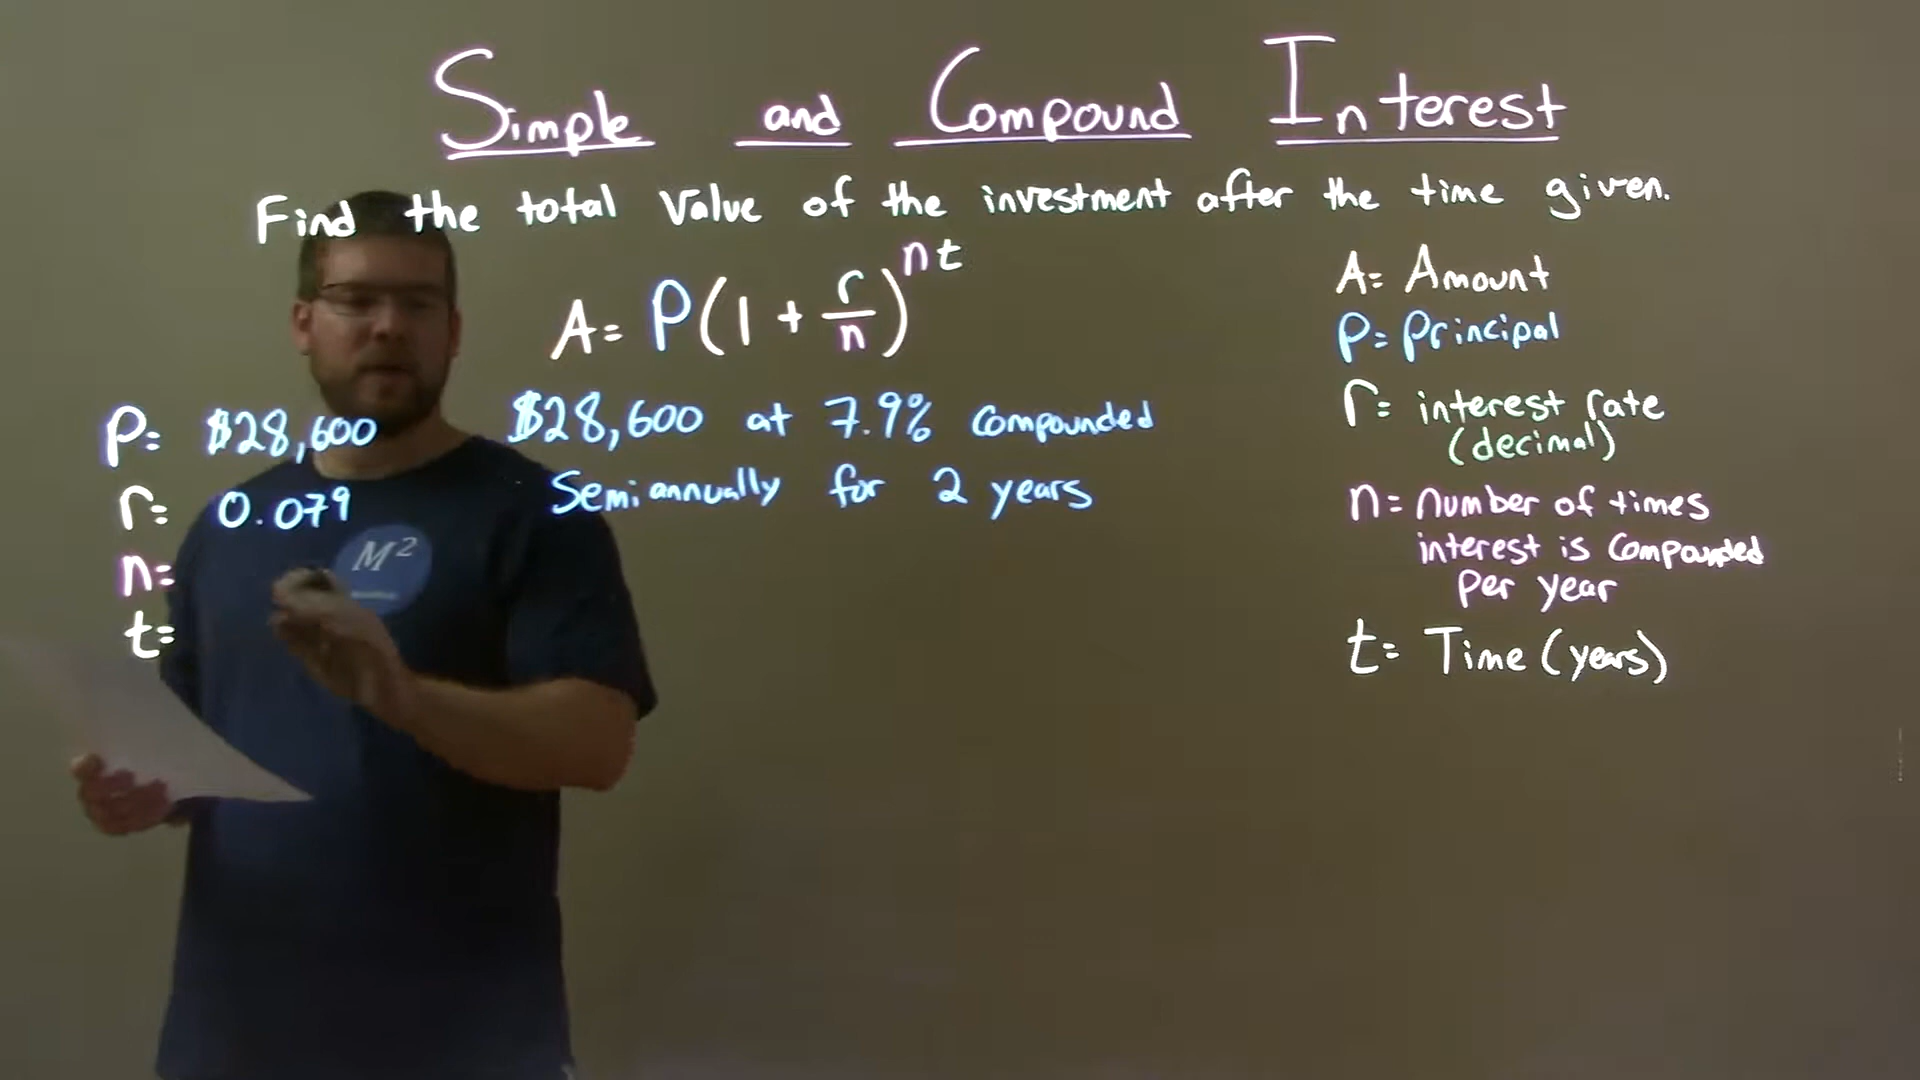 Simple and Compound Interest
Find the total Value of the investment after the time given.
A= P(1 + r/n)^nt
$28,600 at 7.9% Compounded
Semiannually for 2 years
P= $28,600
r= 0.079
n=
t=
A= Amount
P= Principal
r= interest rate
(decimal)
n= number of times
interest is compounded
per year
t= Time (years)
M²